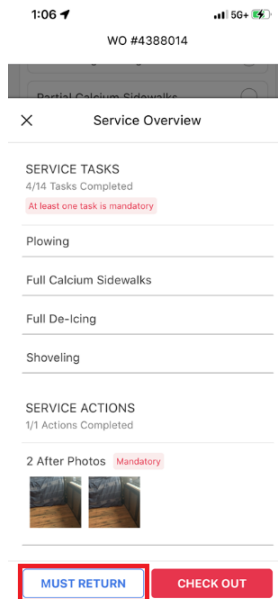 1:06 5G+
WO #4388014
Partial Calcium Sidewalks
Service Overview
SERVICE TASKS
4/14 Tasks Completed
At least one task is mandatory
Plowing
Full Calcium Sidewalks
Full De-Icing
Shoveling
SERVICE ACTIONS
1/1 Actions Completed
2 After Photos Mandatory
MUST RETURN CHECK OUT